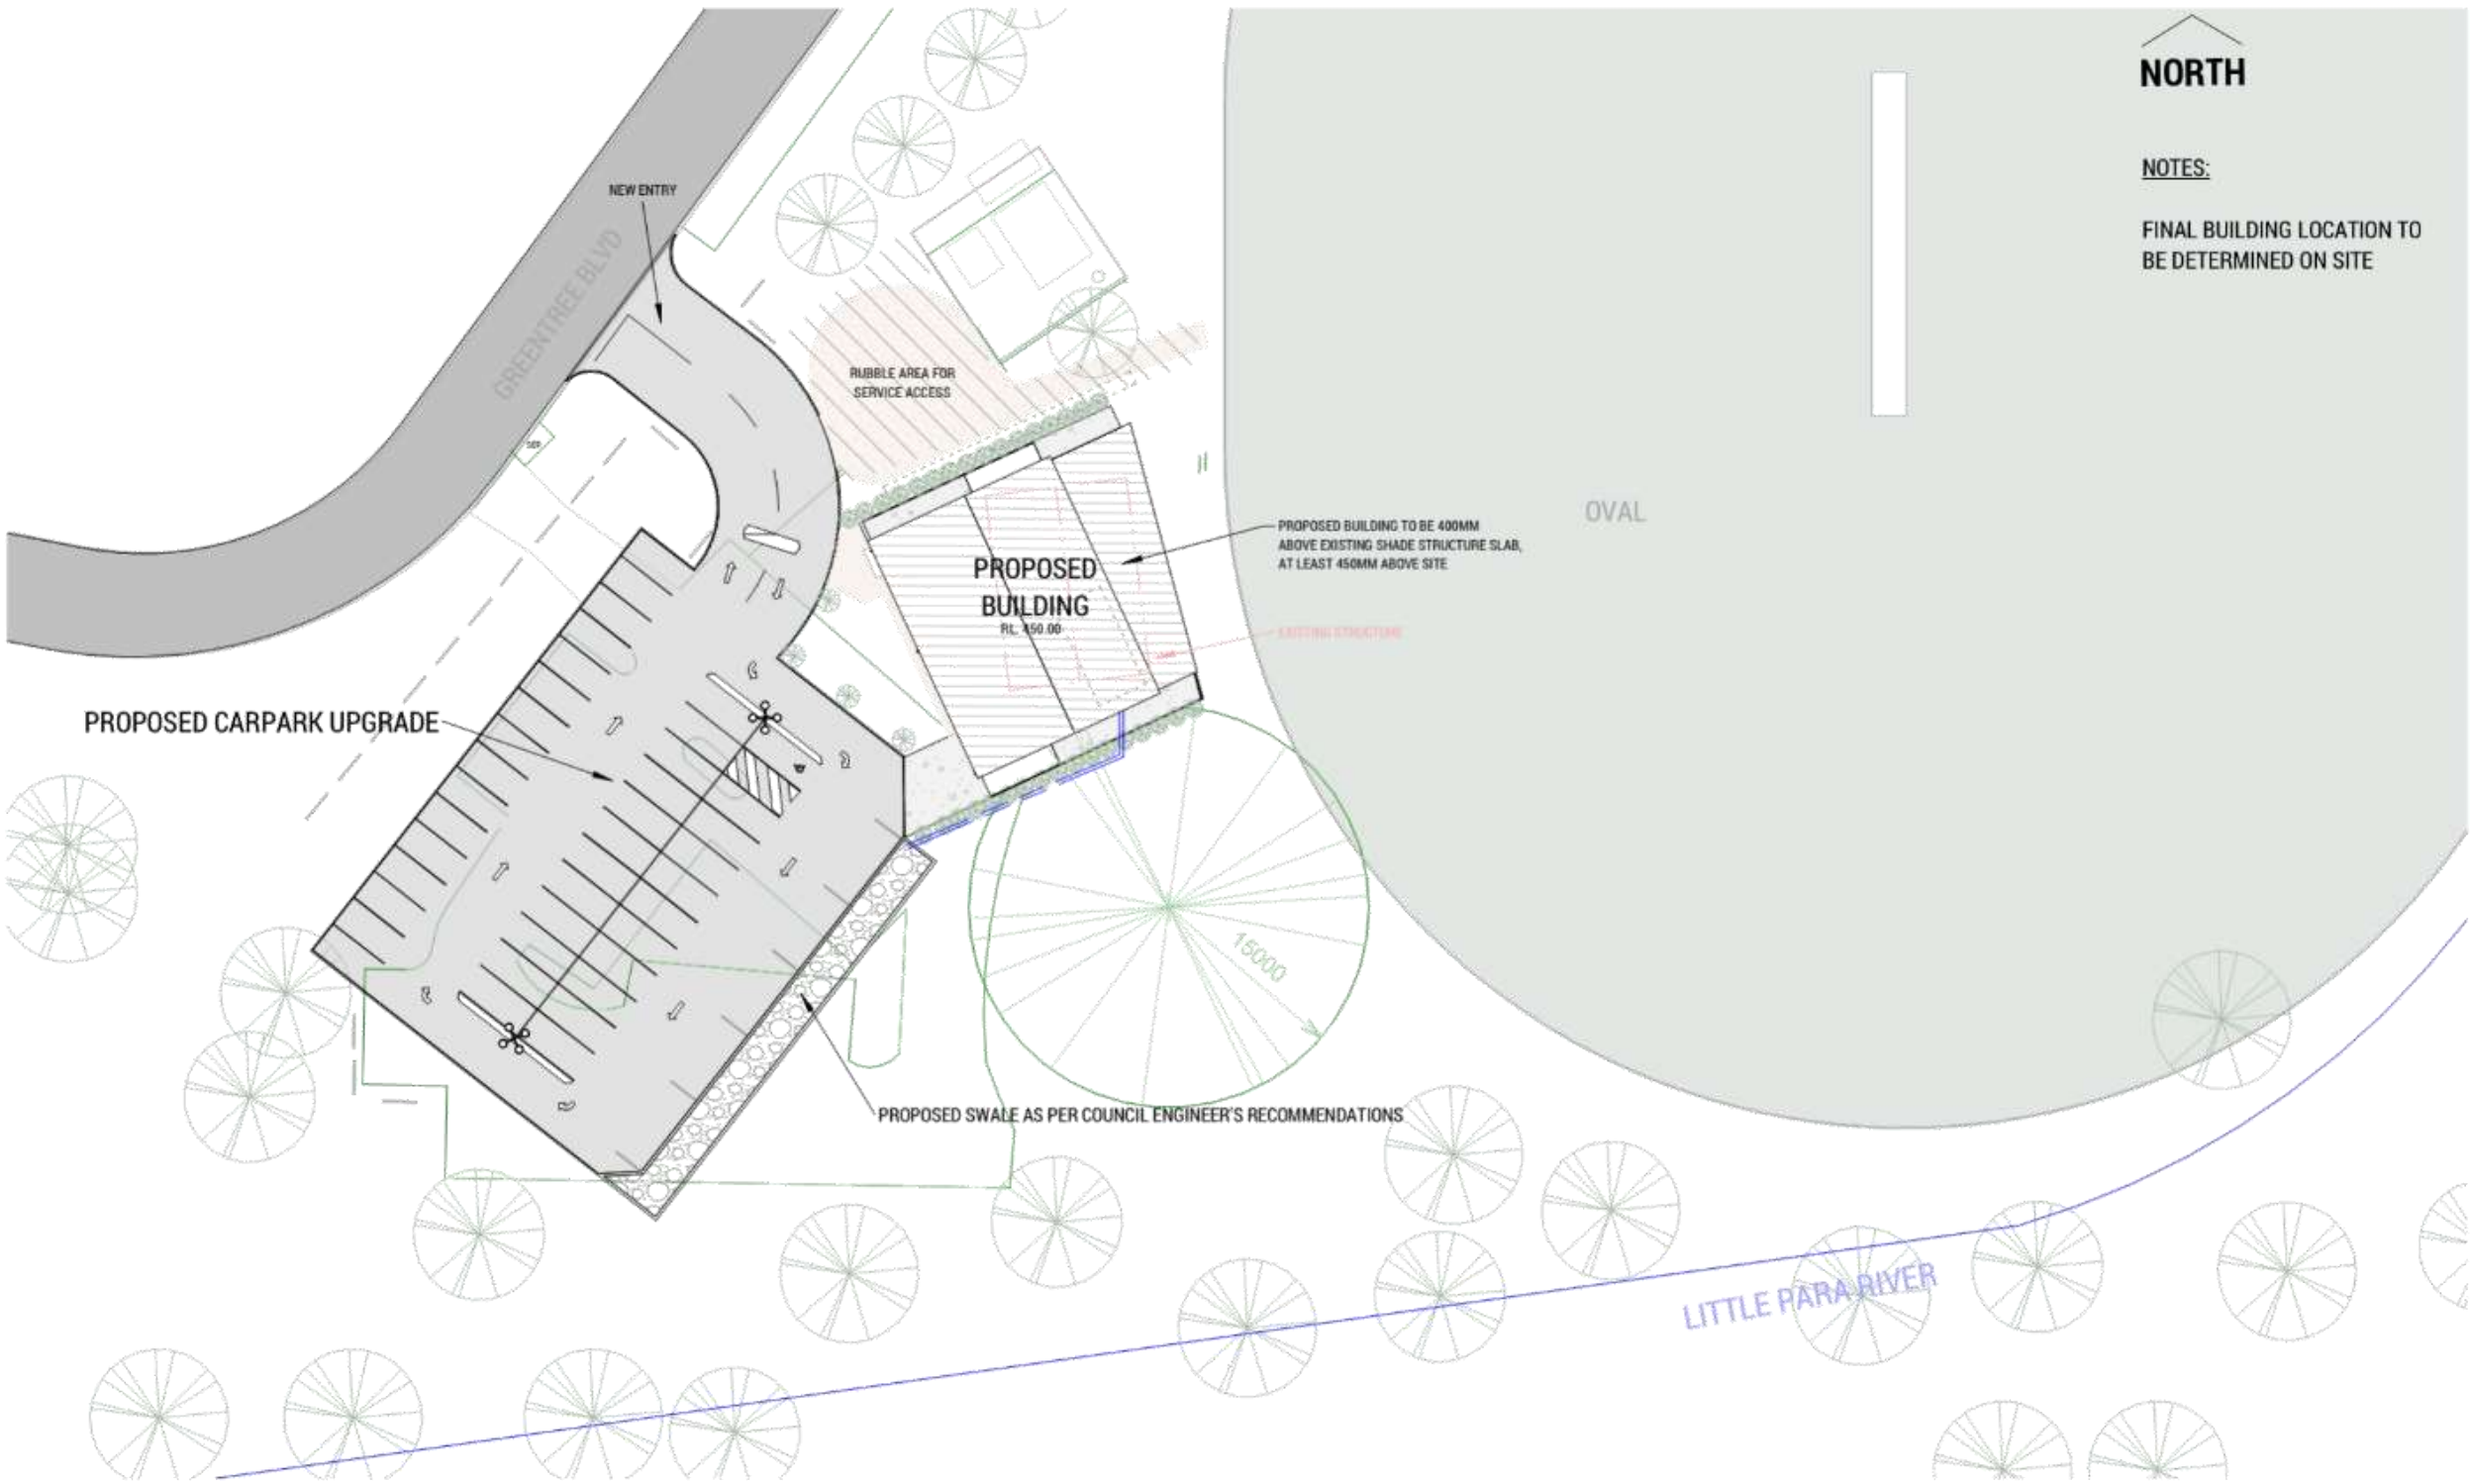 NORTH
NOTES:
FINAL BUILDING LOCATION TO
BE DETERMINED ON SITE
NEW ENTRY
GREENTREE BLVD
RUBBLE AREA FOR
SERVICE ACCESS
OVAL
PROPOSED BUILDING TO BE 400MM
ABOVE EXISTING SHADE STRUCTURE SLAB,
AT LEAST 450MM ABOVE SITE
PROPOSED
BUILDING
RL. 450.00
EXISTING STRUCTURE
PROPOSED CARPARK UPGRADE
15000
PROPOSED SWALE AS PER COUNCIL ENGINEER'S RECOMMENDATIONS
LITTLE PARA RIVER